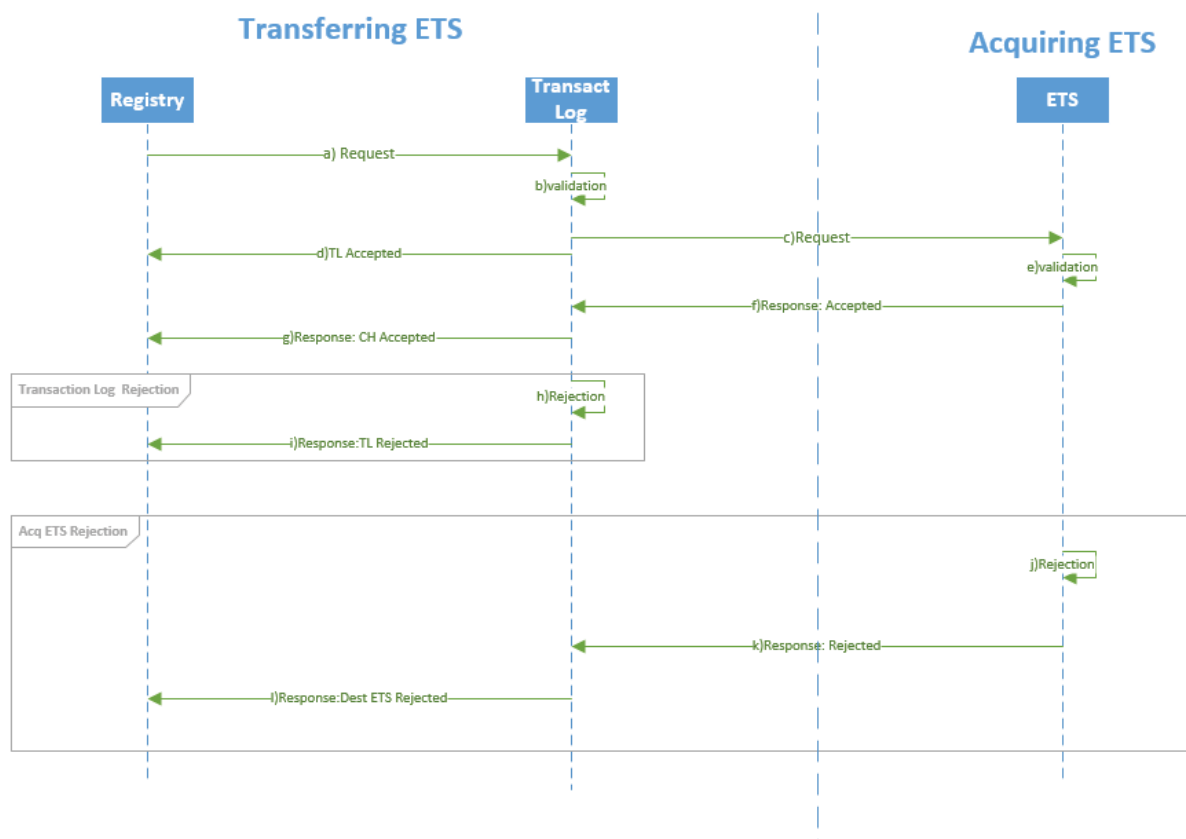 Transferring ETS
Acquiring ETS
Registry
Transact
Log
ETS
a) Request
b)validation
c)Request
d)TL Accepted
e)validation
f)Response: Accepted
g)Response: CH Accepted
Transaction Log Rejection
h)Rejection
i)Response:TL Rejected
Acq ETS Rejection
j)Rejection
k)Response: Rejected
l)Response:Dest ETS Rejected